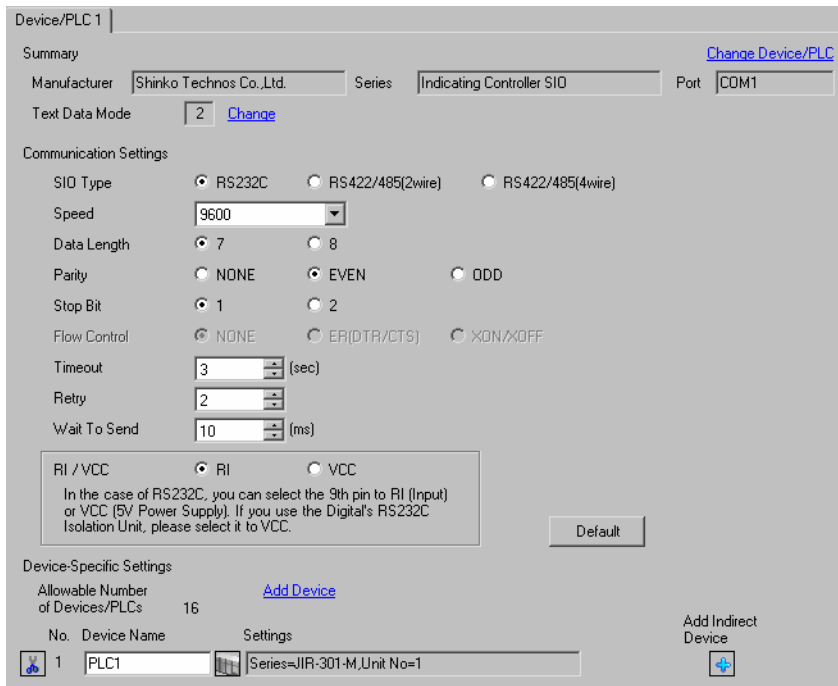 Device/PLC 1
Summary
Change Device/PLC
Manufacturer Shinko Technos Co.,Ltd. Series Indicating Controller SIO Port COM1
Text Data Mode 2 Change
Communication Settings
SIO Type RS232C RS422/485(2wire) RS422/485(4wire)
Speed 9600
Data Length 7 8
Parity NONE EVEN ODD
Stop Bit 1 2
Flow Control NONE ER(DTR/CTS) XON/XOFF
Timeout 3 (sec)
Retry 2
Wait To Send 10 (ms)
RI / VCC RI VCC
In the case of RS232C, you can select the 9th pin to RI (Input)
or VCC (5V Power Supply). If you use the Digital's RS232C
Isolation Unit, please select it to VCC.
Default
Device-Specific Settings
Allowable Number
of Devices/PLCs 16
Add Device
Add Indirect
Device
No. Device Name Settings
1 PLC1 Series=JIR-301-M,Unit No=1